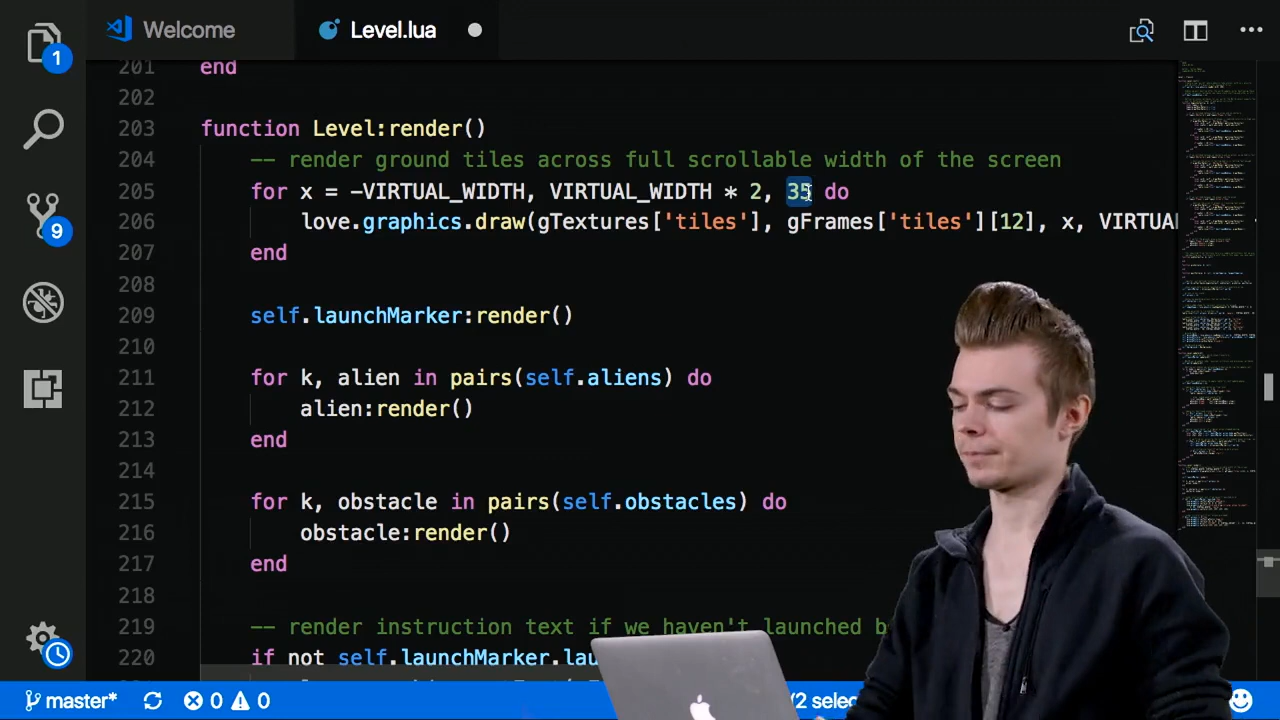 Welcome
Level.lua
1
9
201 end
202
203 function Level:render()
204 -- render ground tiles across full scrollable width of the screen
205 for x = -VIRTUAL_WIDTH, VIRTUAL_WIDTH * 2, 35 do
206 love.graphics.draw(gTextures['tiles'], gFrames['tiles'][12], x, VIRTUAL
207 end
208
209 self.launchMarker:render()
210
211 for k, alien in pairs(self.aliens) do
212 alien:render()
213 end
214
215 for k, obstacle in pairs(self.obstacles) do
216 obstacle:render()
217 end
218
219 -- render instruction text if we haven't launched b
220 if not self.launchMarker.lau
master* 0 0